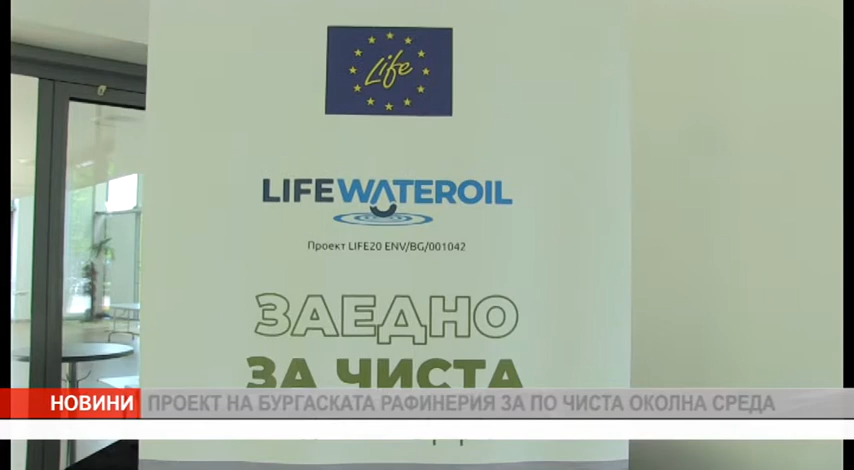 Life
LIFEWATEROIL
Проект LIFE20 ENV/BG/001042
ЗАЕДНО
ЗА ЧИСТА
НОВИНИ ПРОЕКТ НА БУРГАСКАТА РАФИНЕРИЯ ЗА ПО ЧИСТА ОКОЛНА СРЕДА